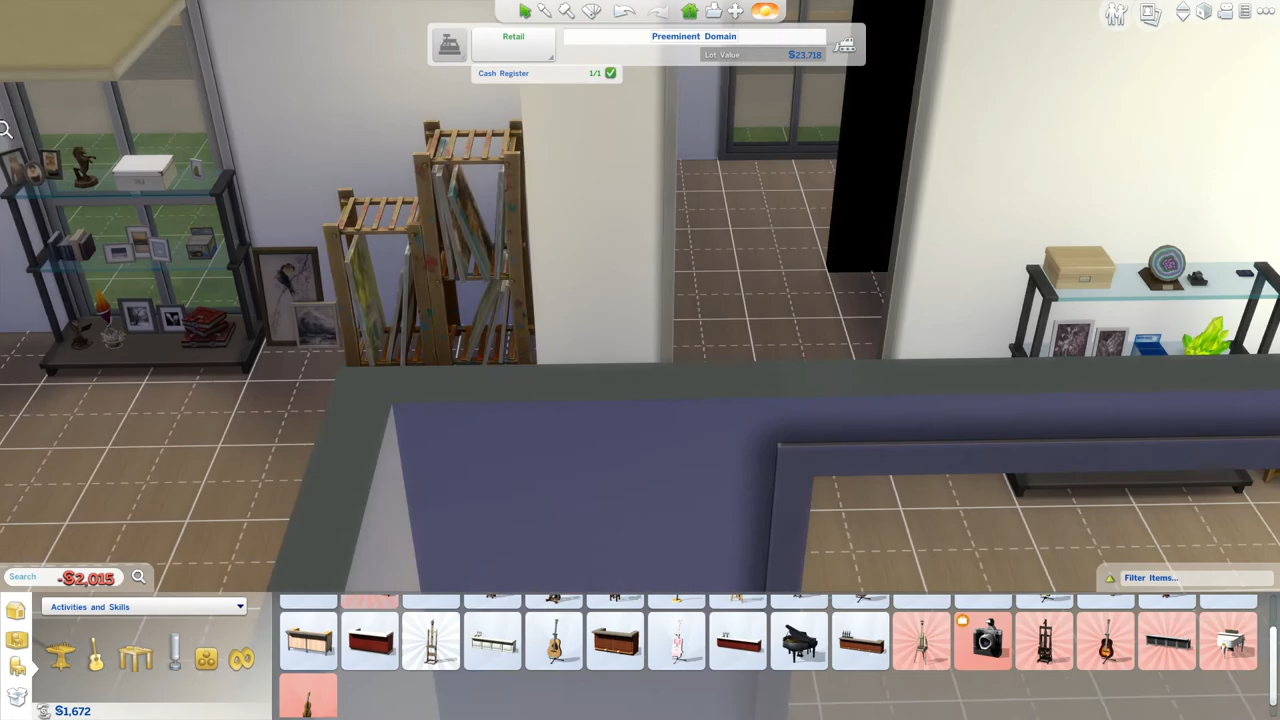 Retail
Preeminent Domain
Lot Value
$23,718
Cash Register
1/1
Search
-$2,015
Filter Items...
Activities and Skills
$1,672